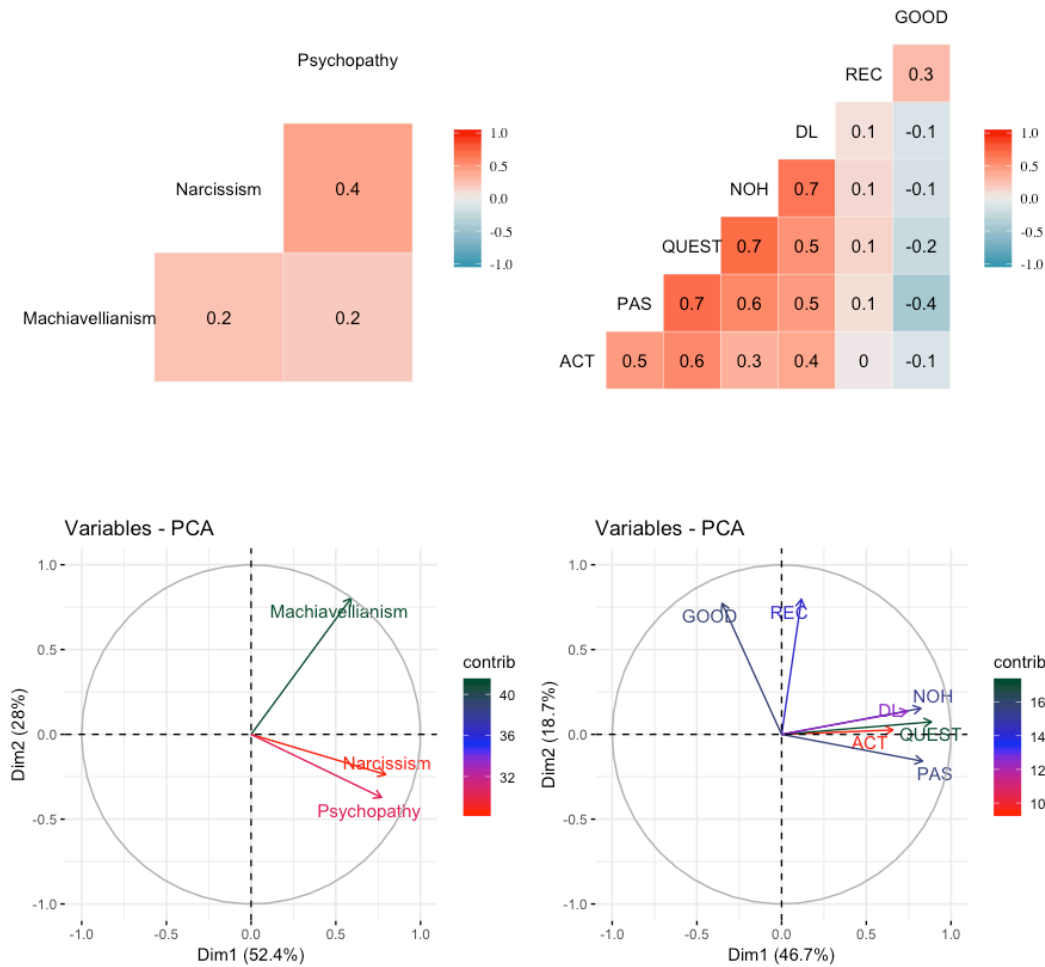 Psychopathy
1.0
Narcissism
0.4
0.5
0.0
-0.5
Machiavellianism
0.2
0.2
-1.0
GOOD
REC
0.3
DL
0.1
-0.1
1.0
NOH
0.7
0.1
-0.1
0.5
QUEST
0.7
0.5
0.1
-0.2
0.0
-0.5
PAS
0.7
0.6
0.5
0.1
-0.4
-1.0
ACT
0.5
0.6
0.3
0.4
0
-0.1
Variables - PCA
1.0
0.5
0.0
-0.5
-1.0
Dim2 (28%)
Machiavellianism
Narcissism
Psychopathy
-1.0
-0.5
0.0
0.5
1.0
Dim1 (52.4%)
contrib
40
36
32
Variables - PCA
1.0
0.5
0.0
-0.5
-1.0
Dim2 (18.7%)
GOOD
REC
NOH
DL
QUEST
ACT
PAS
-1.0
-0.5
0.0
0.5
1.0
Dim1 (46.7%)
contrib
16
14
12
10